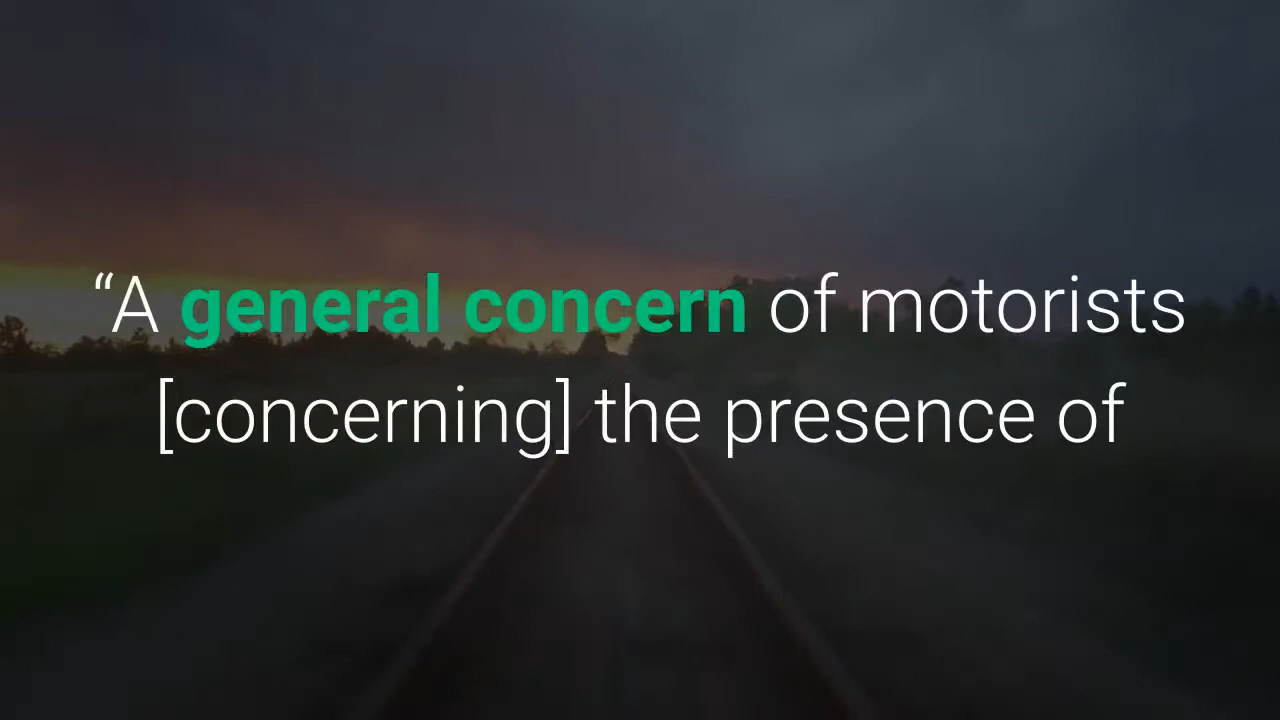 “A general concern of motorists
[concerning] the presence of